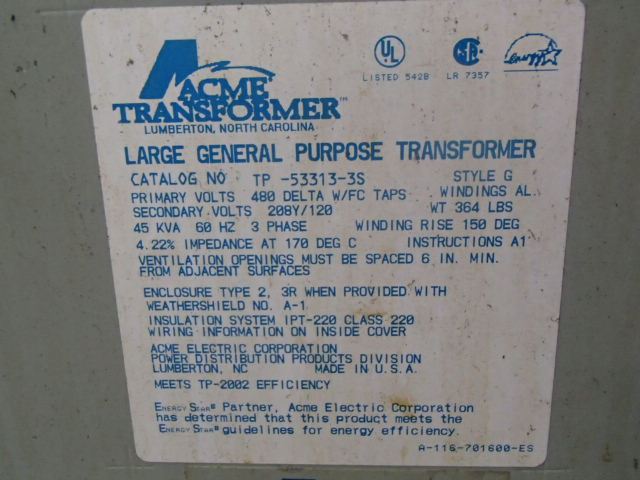 ACME
TRANSFORMER™
LUMBERTON, NORTH CAROLINA
UL
LISTED 542B
LR 7357
energy
LARGE GENERAL PURPOSE TRANSFORMER
CATALOG NO TP -53313-3S STYLE G
PRIMARY VOLTS 480 DELTA W/FC TAPS WINDINGS AL.
SECONDARY VOLTS 208Y/120 WT 364 LBS
45 KVA 60 HZ 3 PHASE WINDING RISE 150 DEG
4.22% IMPEDANCE AT 170 DEG C INSTRUCTIONS A1
VENTILATION OPENINGS MUST BE SPACED 6 IN. MIN.
FROM ADJACENT SURFACES
ENCLOSURE TYPE 2, 3R WHEN PROVIDED WITH
WEATHERSHIELD NO. A-1
INSULATION SYSTEM IPT-220 CLASS 220
WIRING INFORMATION ON INSIDE COVER
ACME ELECTRIC CORPORATION
POWER DISTRIBUTION PRODUCTS DIVISION
LUMBERTON, NC MADE IN U.S.A.
MEETS TP-2002 EFFICIENCY
ENERGY STAR® Partner, Acme Electric Corporation
has determined that this product meets the
ENERGY STAR® guidelines for energy efficiency.
A-116-701600-ES